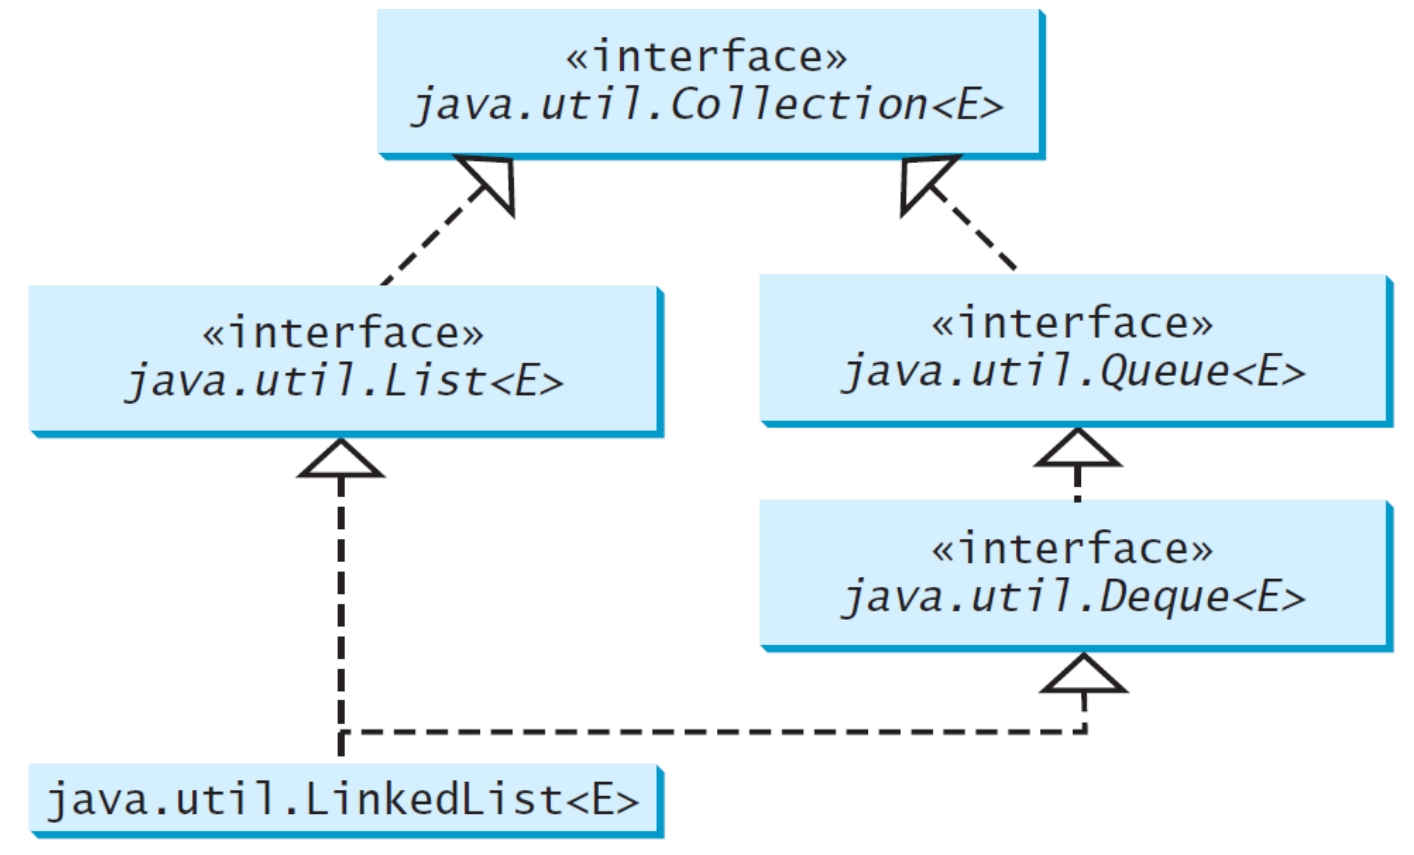 «interface»
java.util.Collection<E>
«interface»
java.util.List<E>
«interface»
java.util.Queue<E>
«interface»
java.util.Deque<E>
java.util.LinkedList<E>